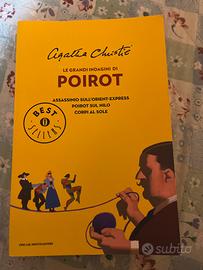 Agatha Christie
LE GRANDI INDAGINI DI
POIROT
ASSASSINIO SULL'ORIENT-EXPRESS
POIROT SUL NILO
CORPI AL SOLE
BEST
SELLERS
OSCAR MONDADORI
subito